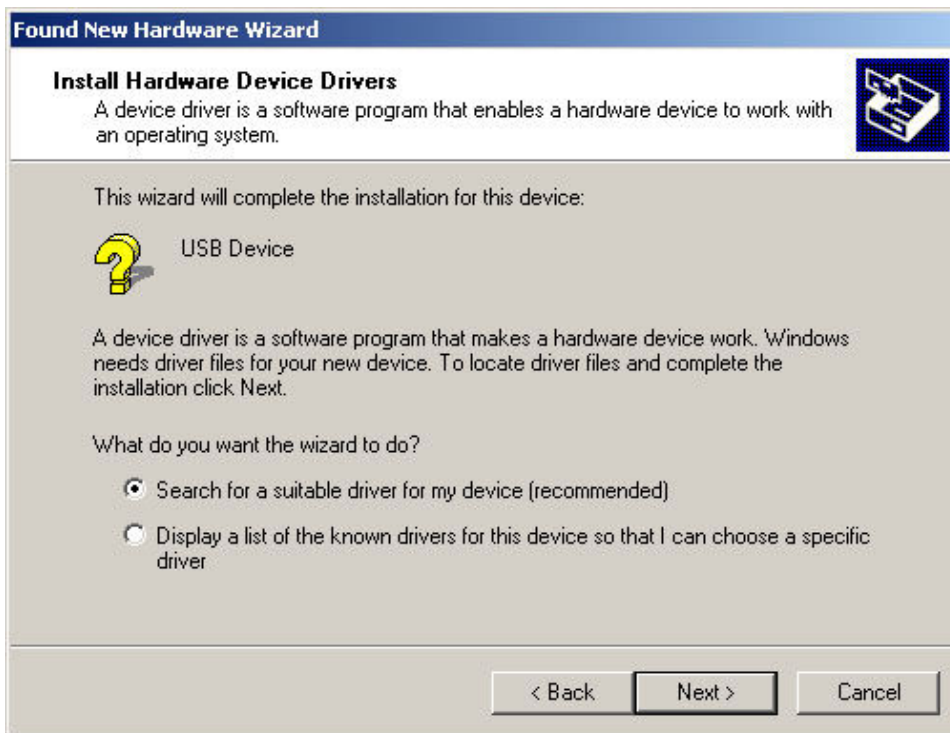 Found New Hardware Wizard
Install Hardware Device Drivers
A device driver is a software program that enables a hardware device to work with
an operating system.
This wizard will complete the installation for this device:
USB Device
A device driver is a software program that makes a hardware device work. Windows
needs driver files for your new device. To locate driver files and complete the
installation click Next.
What do you want the wizard to do?
Search for a suitable driver for my device (recommended)
Display a list of the known drivers for this device so that I can choose a specific
driver
< Back
Next >
Cancel